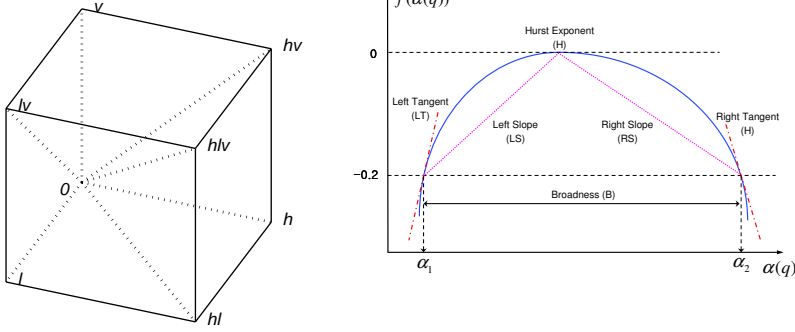 v
hv
lv
hlv
0
h
l
hl
f(α(q))
Hurst Exponent
(H)
0
Left Tangent
(LT)
Right Tangent
(H)
Left Slope
(LS)
Right Slope
(RS)
−0.2
Broadness (B)
α1
α2
α(q)